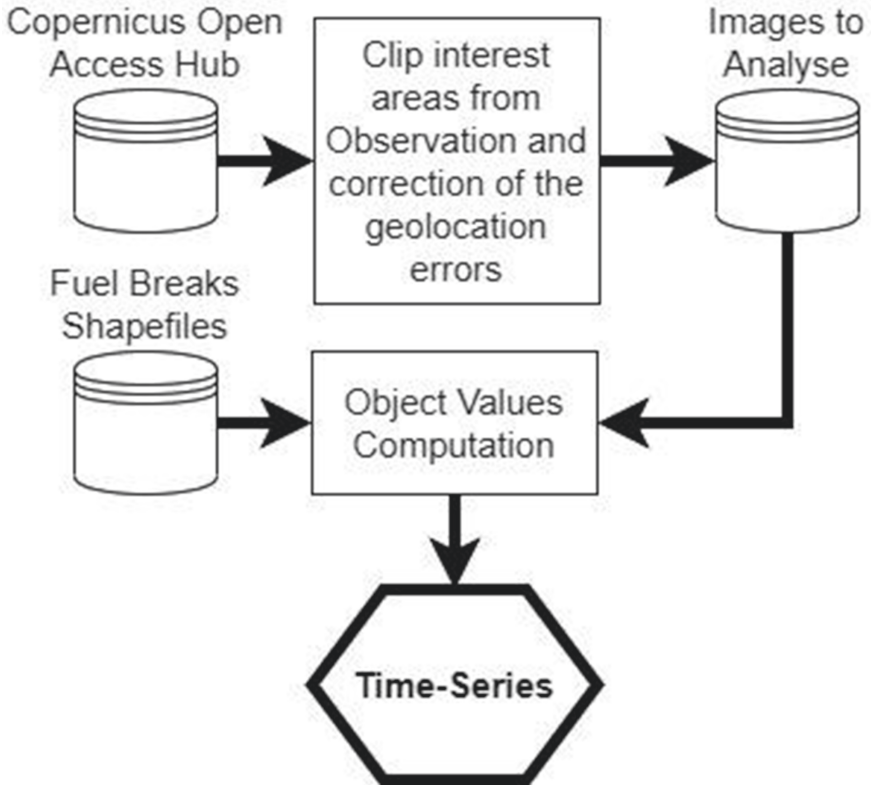 Copernicus Open
Access Hub
Clip interest
areas from
Observation and
correction of the
geolocation
errors
Images to
Analyse
Fuel Breaks
Shapefiles
Object Values
Computation
Time-Series